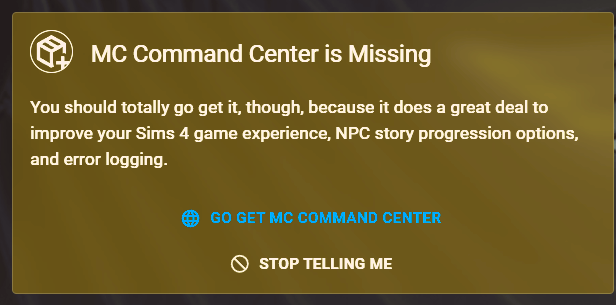 MC Command Center is Missing
You should totally go get it, though, because it does a great deal to
improve your Sims 4 game experience, NPC story progression options,
and error logging.
GO GET MC COMMAND CENTER
STOP TELLING ME